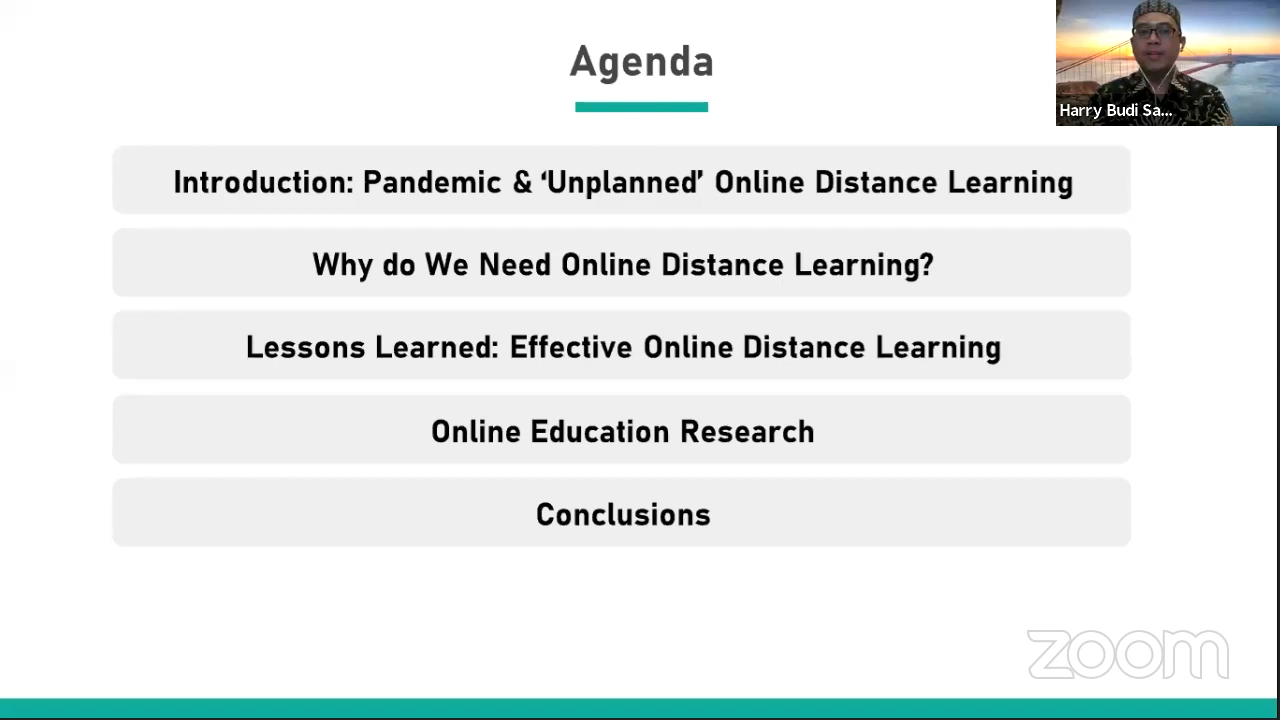 Agenda
Harry Budi Sa...
Introduction: Pandemic & ‘Unplanned’ Online Distance Learning
Why do We Need Online Distance Learning?
Lessons Learned: Effective Online Distance Learning
Online Education Research
Conclusions
zoom